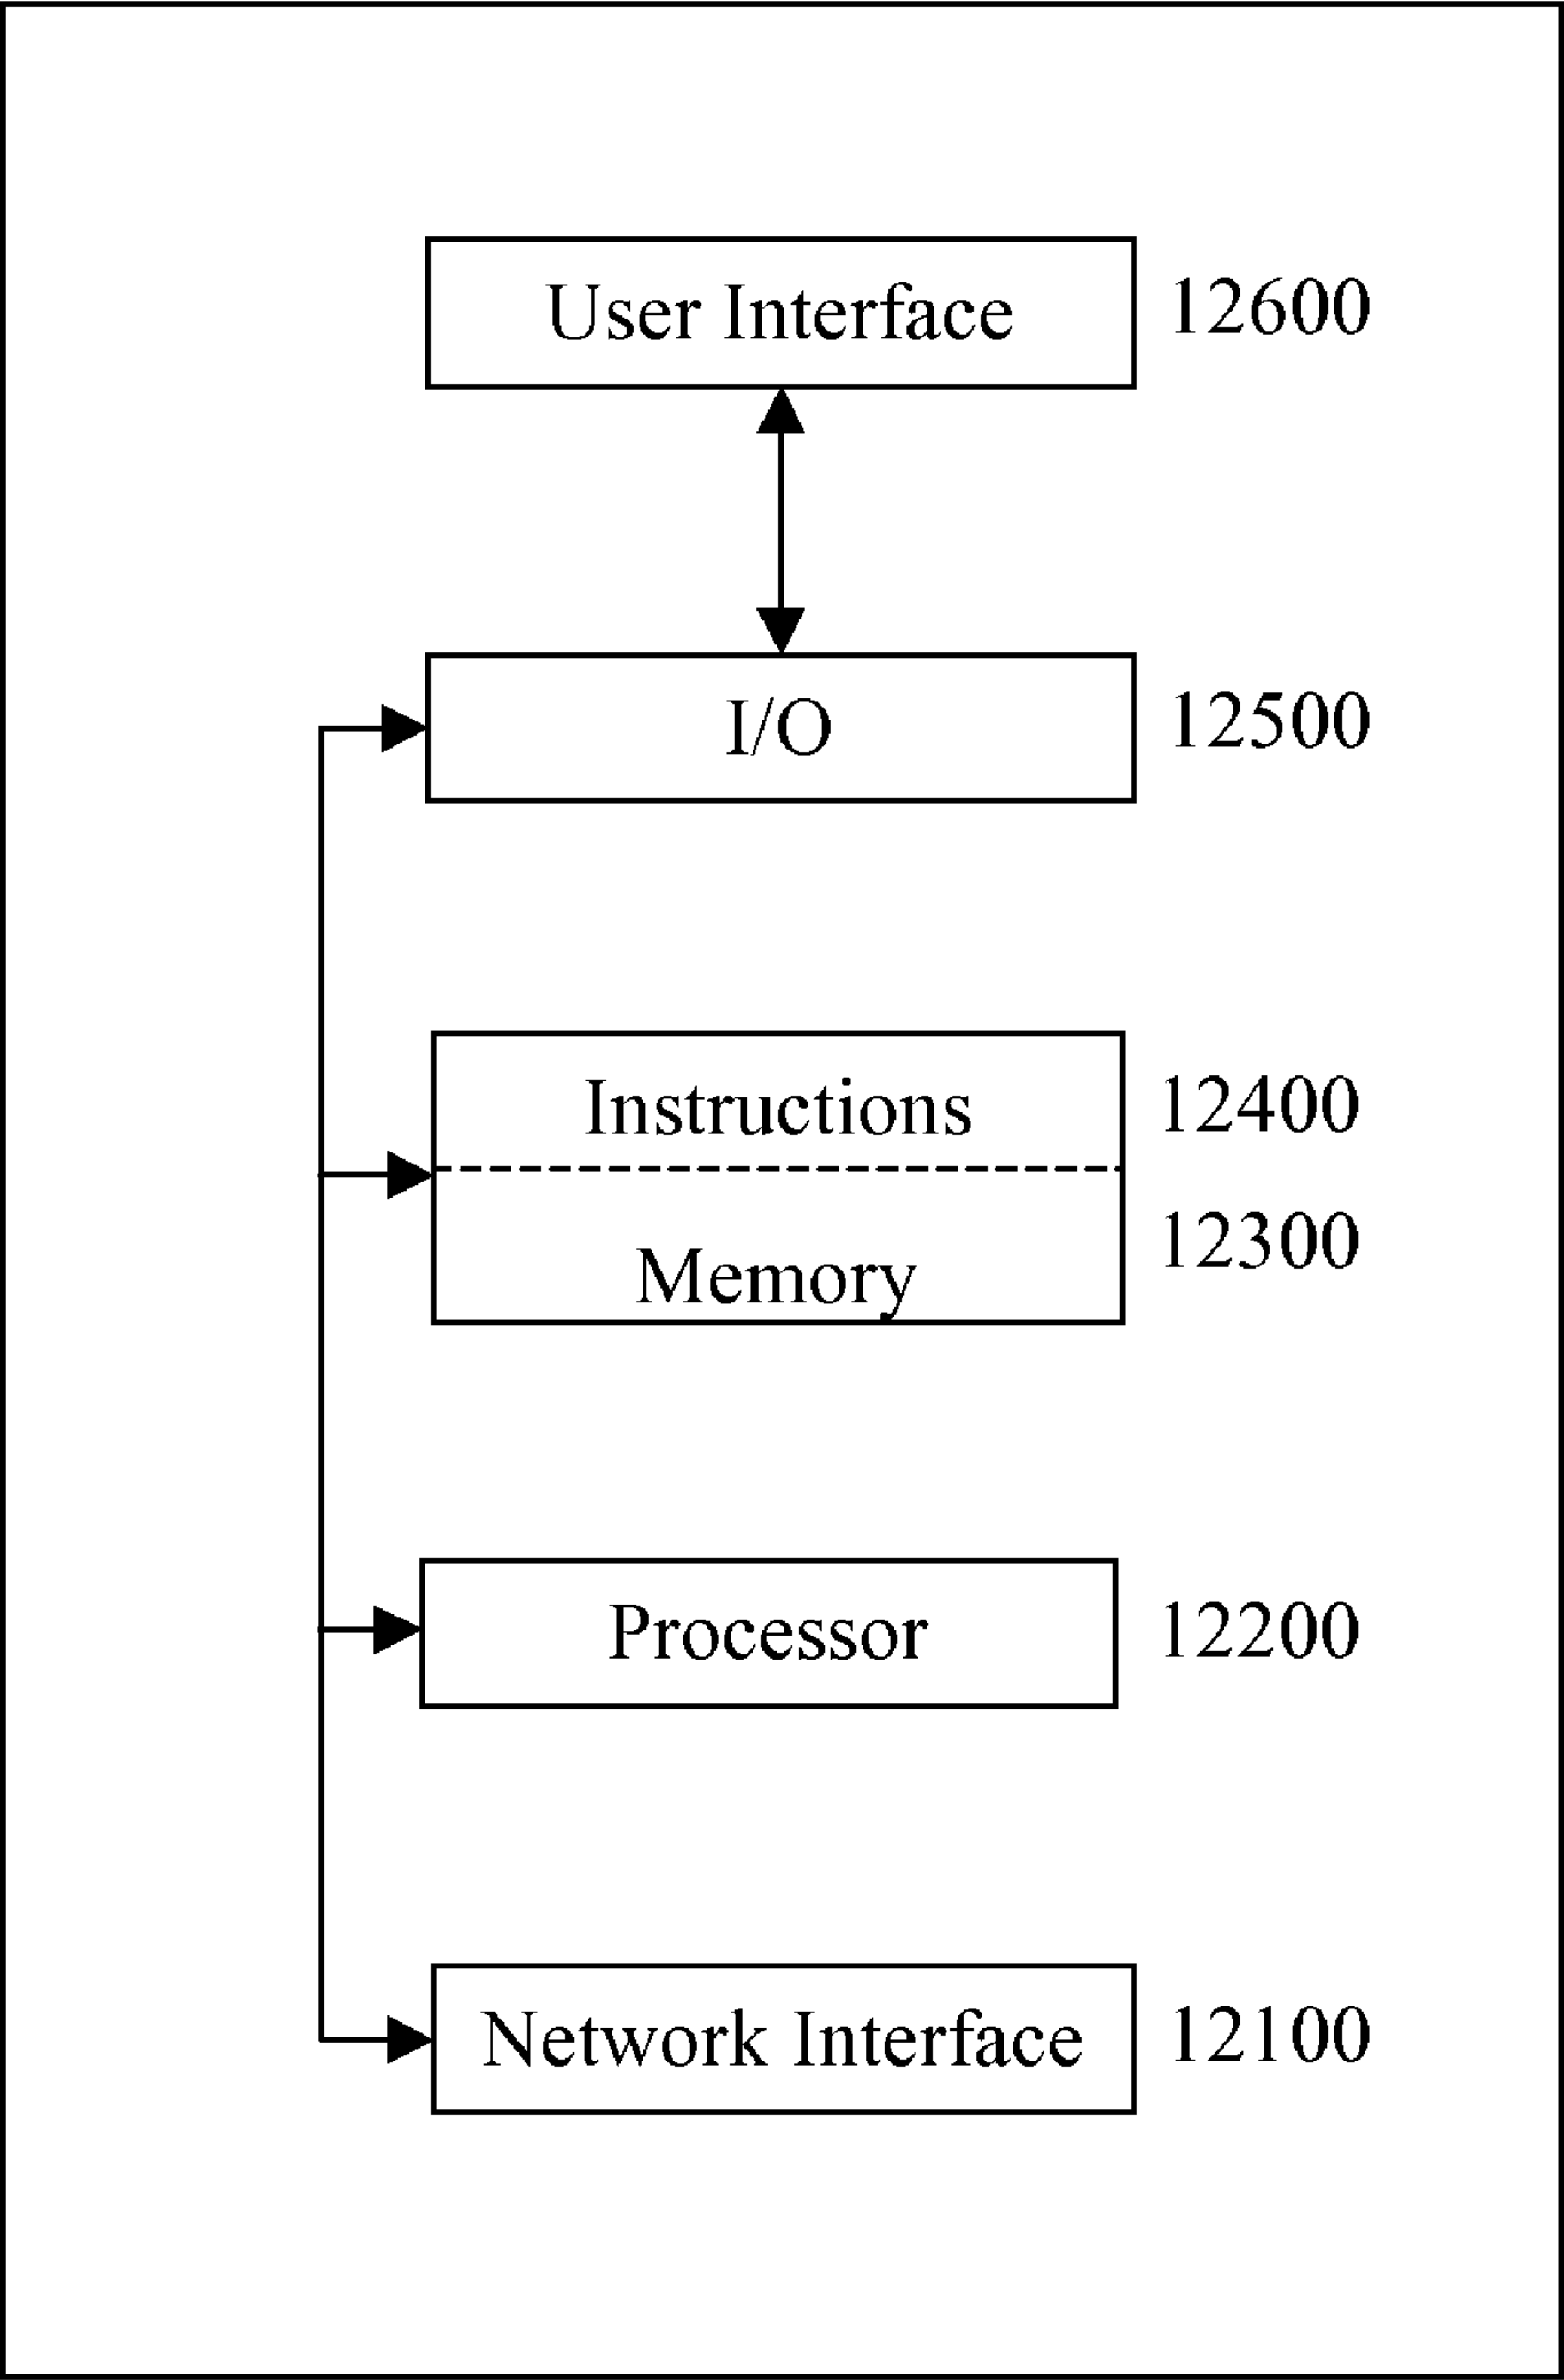 User Interface 12600
I/O 12500
Instructions 12400
Memory 12300
Processor 12200
Network Interface 12100